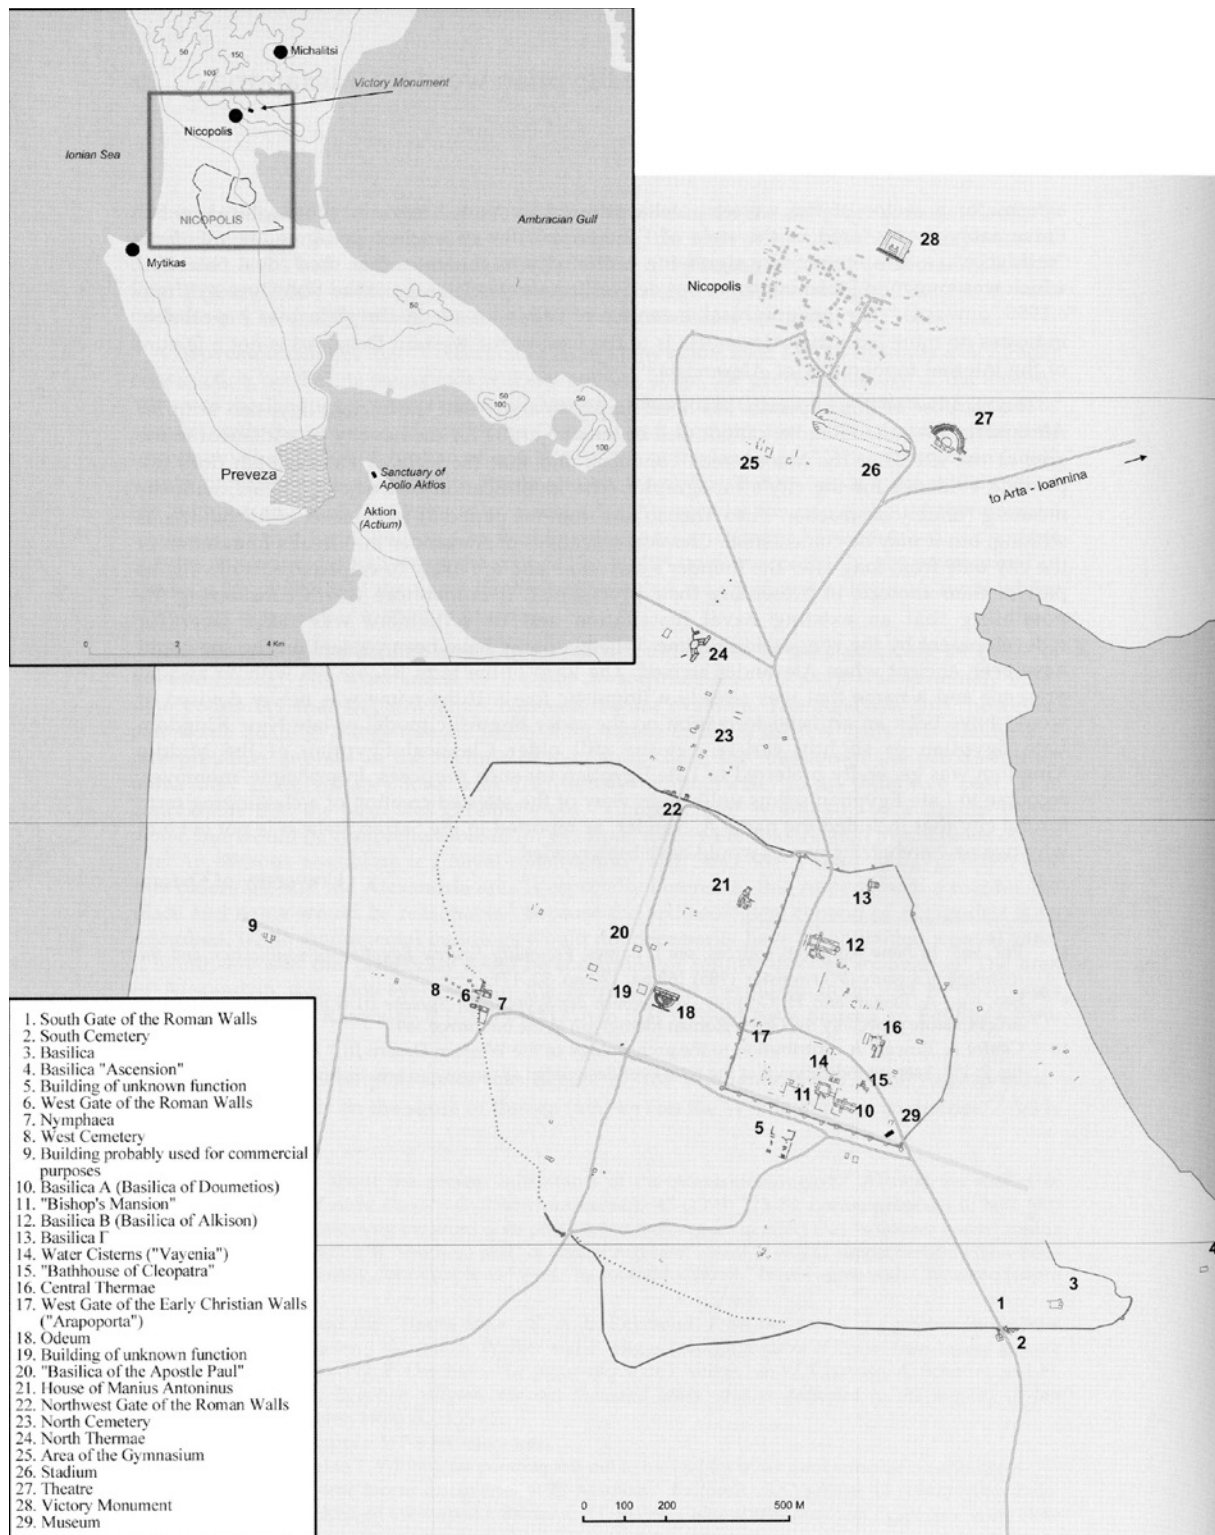 50
150
100
Michalitsi
Victory Monument
Nicopolis
Ionian Sea
NICOPOLIS
Ambracian Gulf
Mytikas
50
50
100
50
100
Preveza
Sanctuary of
Apollo Aktios
Aktion
(Actium)
0 2 4 Km
28
Nicopolis
27
25
26
to Arta - Ioannina
24
23
22
21
13
9
20
12
8
6
7
19
18
17
16
14
15
11
10
29
5
4
3
1
2
1. South Gate of the Roman Walls
2. South Cemetery
3. Basilica
4. Basilica "Ascension"
5. Building of unknown function
6. West Gate of the Roman Walls
7. Nymphaea
8. West Cemetery
9. Building probably used for commercial
purposes
10. Basilica A (Basilica of Doumetios)
11. "Bishop's Mansion"
12. Basilica B (Basilica of Alkison)
13. Basilica Γ
14. Water Cisterns ("Vayenia")
15. "Bathhouse of Cleopatra"
16. Central Thermae
17. West Gate of the Early Christian Walls
("Arapoporta")
18. Odeum
19. Building of unknown function
20. "Basilica of the Apostle Paul"
21. House of Manius Antoninus
22. Northwest Gate of the Roman Walls
23. North Cemetery
24. North Thermae
25. Area of the Gymnasium
26. Stadium
27. Theatre
28. Victory Monument
29. Museum
0 100 200 500 M